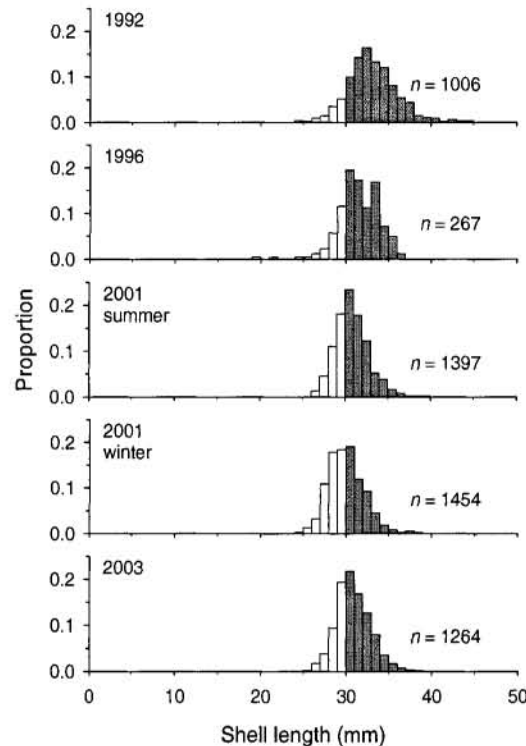 0.2
1992
0.1
n = 1006
0.0
0.2
1996
0.1
n = 267
0.0
0.2
2001
summer
0.1
n = 1397
0.0
0.2
2001
winter
0.1
n = 1454
0.0
0.2
2003
0.1
n = 1264
0.0
Proportion
0 10 20 30 40 50
Shell length (mm)